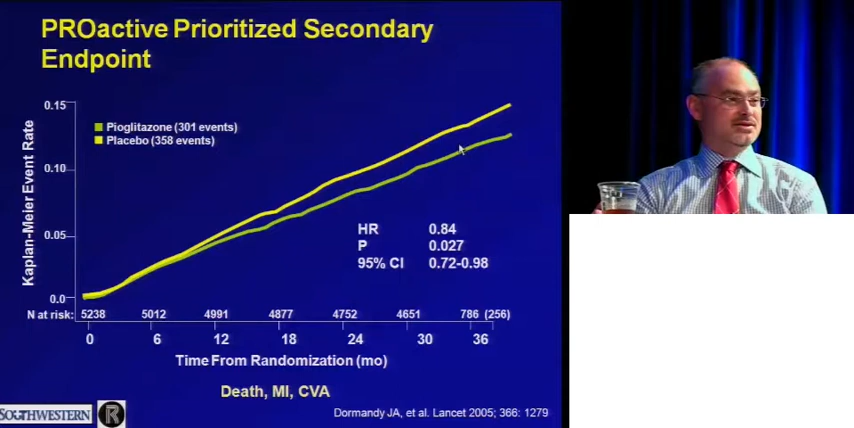 PROactive Prioritized Secondary
Endpoint
0.15
Pioglitazone (301 events)
Placebo (358 events)
0.10
0.05
0.0
Kaplan-Meier Event Rate
HR 0.84
P 0.027
95% CI 0.72-0.98
N at risk: 5238 5012 4991 4877 4752 4651 786 (256)
0 6 12 18 24 30 36
Time From Randomization (mo)
Death, MI, CVA
SOUTHWESTERN R
Dormandy JA, et al. Lancet 2005; 366: 1279